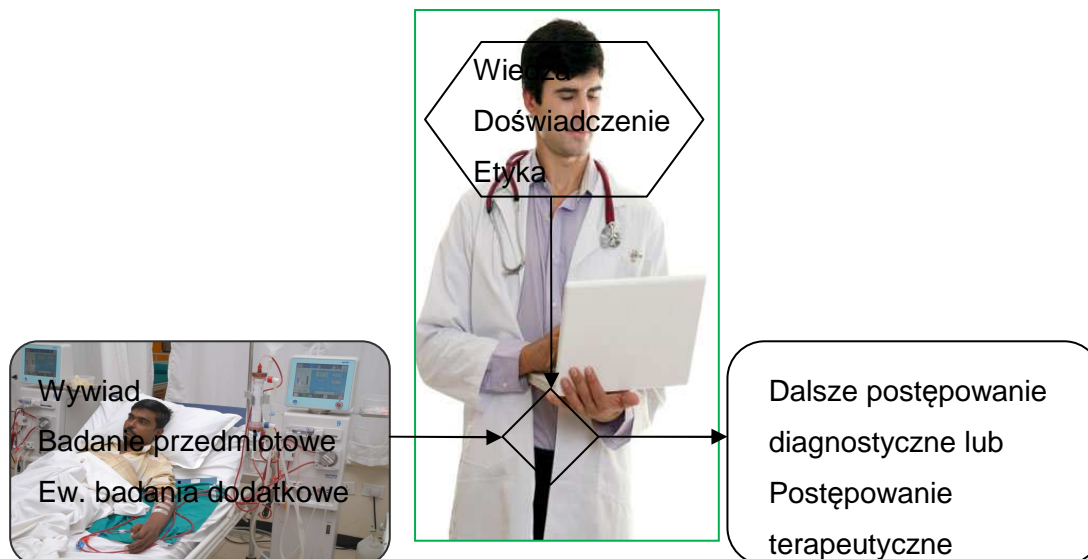 Wiedza
Doświadczenie
Etyka
Wywiad
Badanie przedmiotowe
Ew. badania dodatkowe
Dalsze postępowanie
diagnostyczne lub
Postępowanie
terapeutyczne